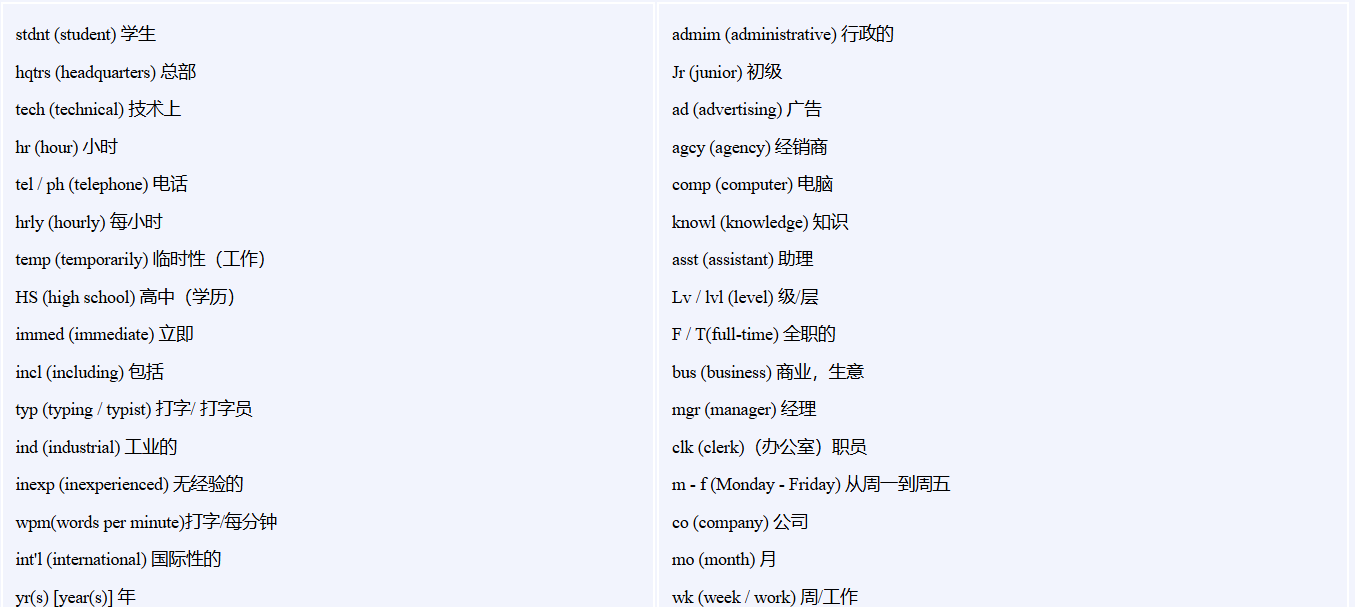 stdnt (student) 学生
hqtrs (headquarters) 总部
tech (technical) 技术上
hr (hour) 小时
tel / ph (telephone) 电话
hrly (hourly) 每小时
temp (temporarily) 临时性（工作）
HS (high school) 高中（学历）
immed (immediate) 立即
incl (including) 包括
typ (typing / typist) 打字/ 打字员
ind (industrial) 工业的
inexp (inexperienced) 无经验的
wpm(words per minute)打字/每分钟
int'l (international) 国际性的
yr(s) [year(s)] 年
admim (administrative) 行政的
Jr (junior) 初级
ad (advertising) 广告
agcy (agency) 经销商
comp (computer) 电脑
knowl (knowledge) 知识
asst (assistant) 助理
Lv / lvl (level) 级/层
F / T(full-time) 全职的
bus (business) 商业，生意
mgr (manager) 经理
clk (clerk)（办公室）职员
m - f (Monday - Friday) 从周一到周五
co (company) 公司
mo (month) 月
wk (week / work) 周/工作